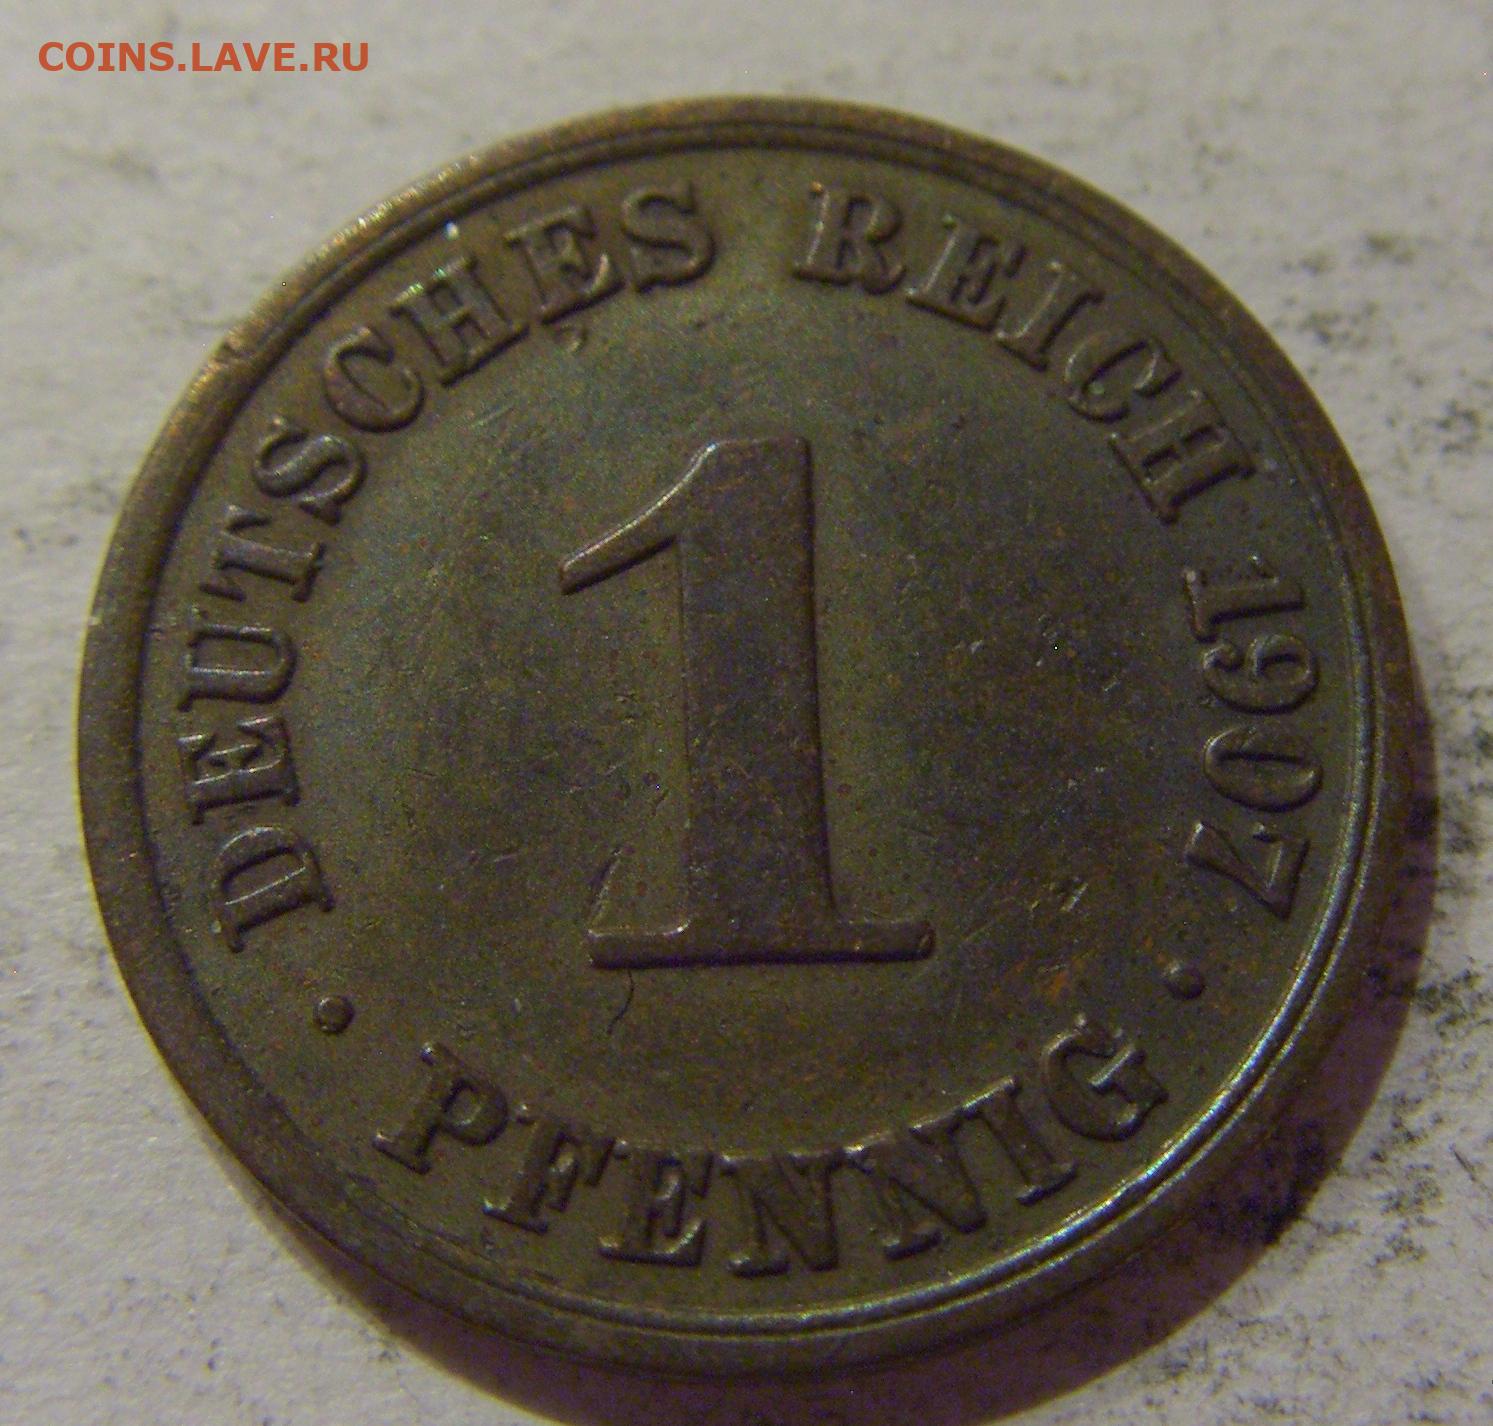 COINS.LAVE.RU
DEUTSCHES REICH 1907
1
• PFENNIG •